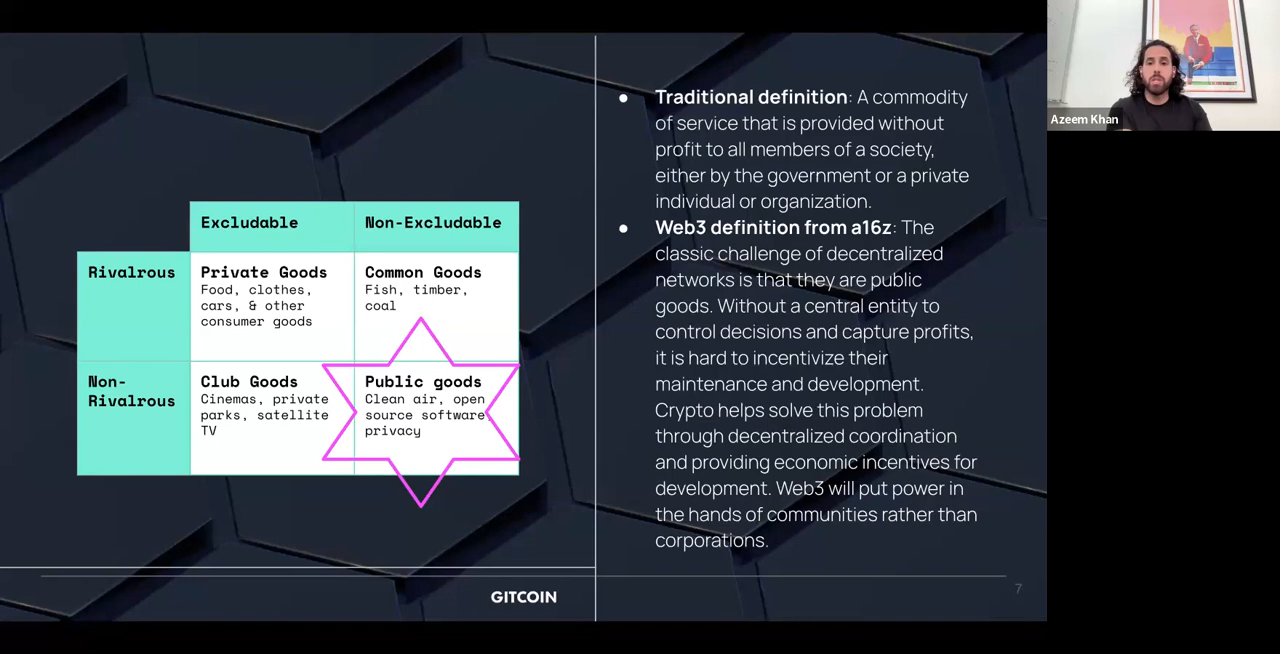 Excludable
Non-Excludable
Rivalrous
Private Goods
Food, clothes,
cars, & other
consumer goods
Common Goods
Fish, timber,
coal
Non-
Rivalrous
Club Goods
Cinemas, private
parks, satellite
TV
Public goods
Clean air, open
source software,
privacy
GITCOIN
● Traditional definition: A commodity
of service that is provided without
profit to all members of a society,
either by the government or a private
individual or organization.
● Web3 definition from a16z: The
classic challenge of decentralized
networks is that they are public
goods. Without a central entity to
control decisions and capture profits,
it is hard to incentivize their
maintenance and development.
Crypto helps solve this problem
through decentralized coordination
and providing economic incentives for
development. Web3 will put power in
the hands of communities rather than
corporations.
7
Azeem Khan